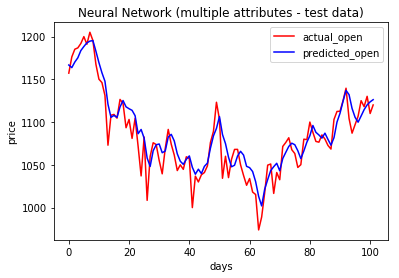 Neural Network (multiple attributes - test data)
actual_open
predicted_open
price
1200
1150
1100
1050
1000
0
20
40
60
80
100
days